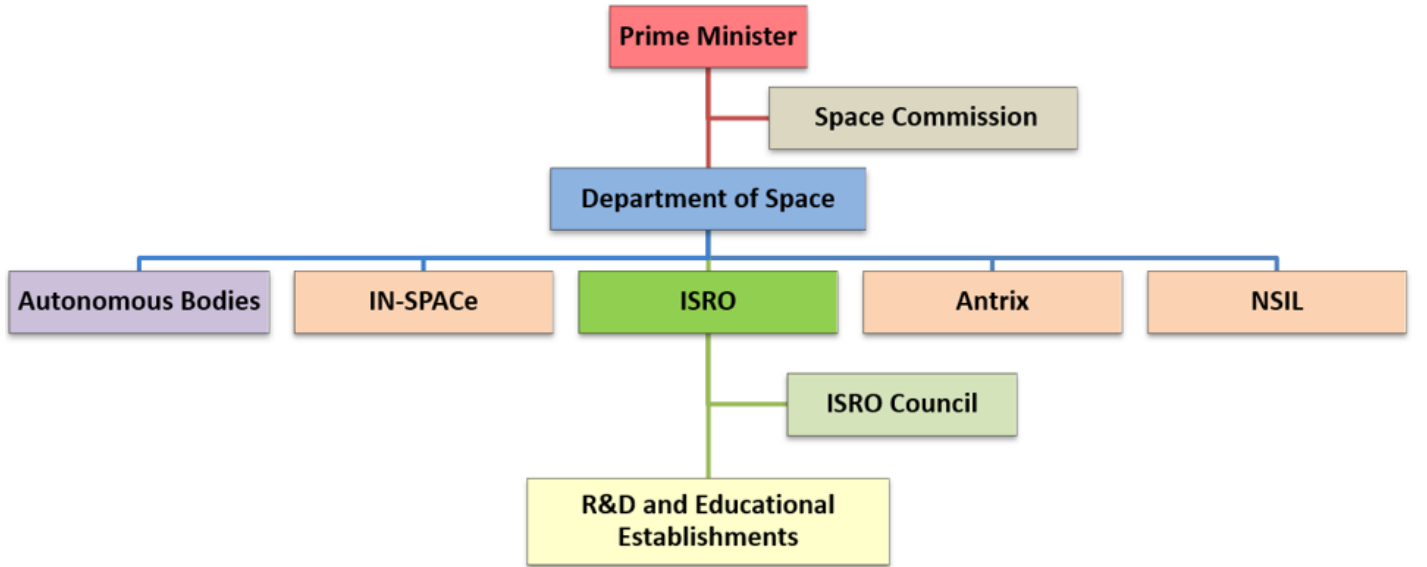 Prime Minister
Space Commission
Department of Space
Autonomous Bodies
IN-SPACe
ISRO
Antrix
NSIL
ISRO Council
R&D and Educational
Establishments